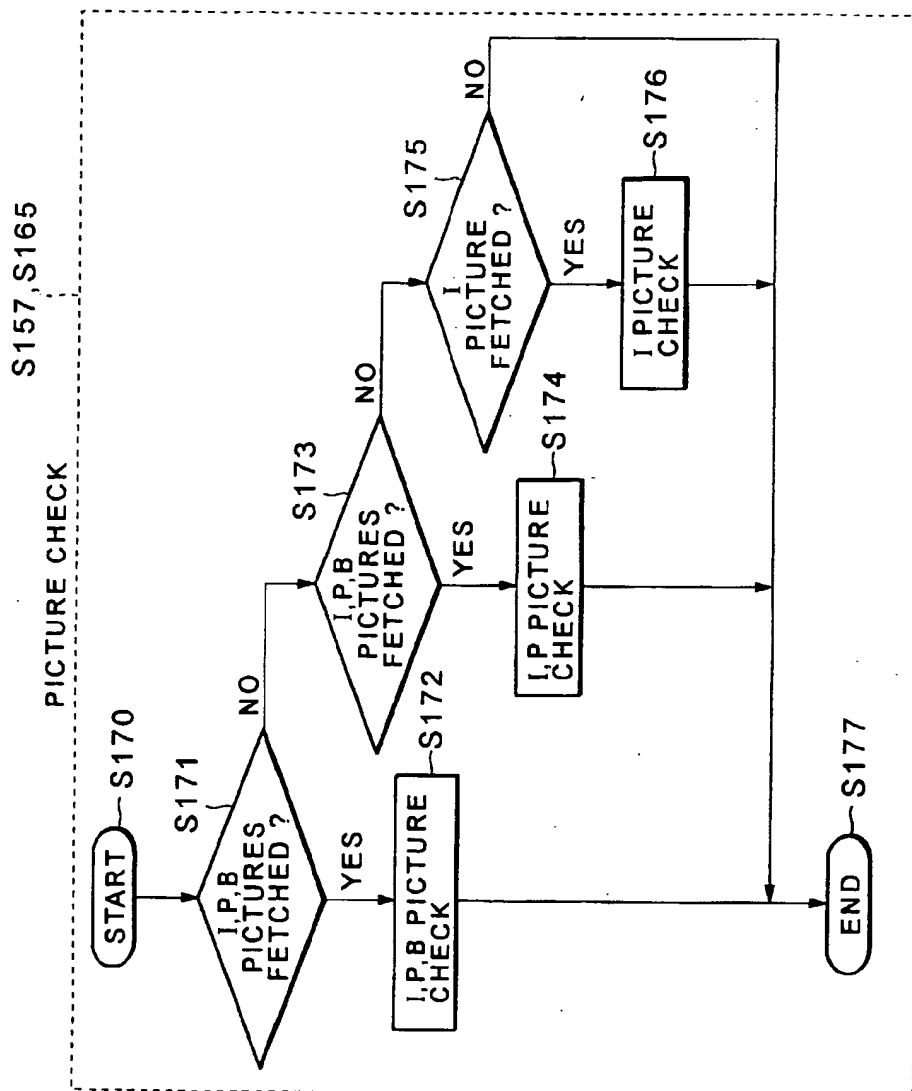 S157,S165
PICTURE CHECK
START
S170
S171
I,P,B
PICTURES
FETCHED ?
NO
YES
S172
I,P,B PICTURE
CHECK
S173
I,P,B
PICTURES
FETCHED ?
NO
YES
S174
I,P PICTURE
CHECK
S175
I
PICTURE
FETCHED ?
NO
YES
S176
I PICTURE
CHECK
END
S177